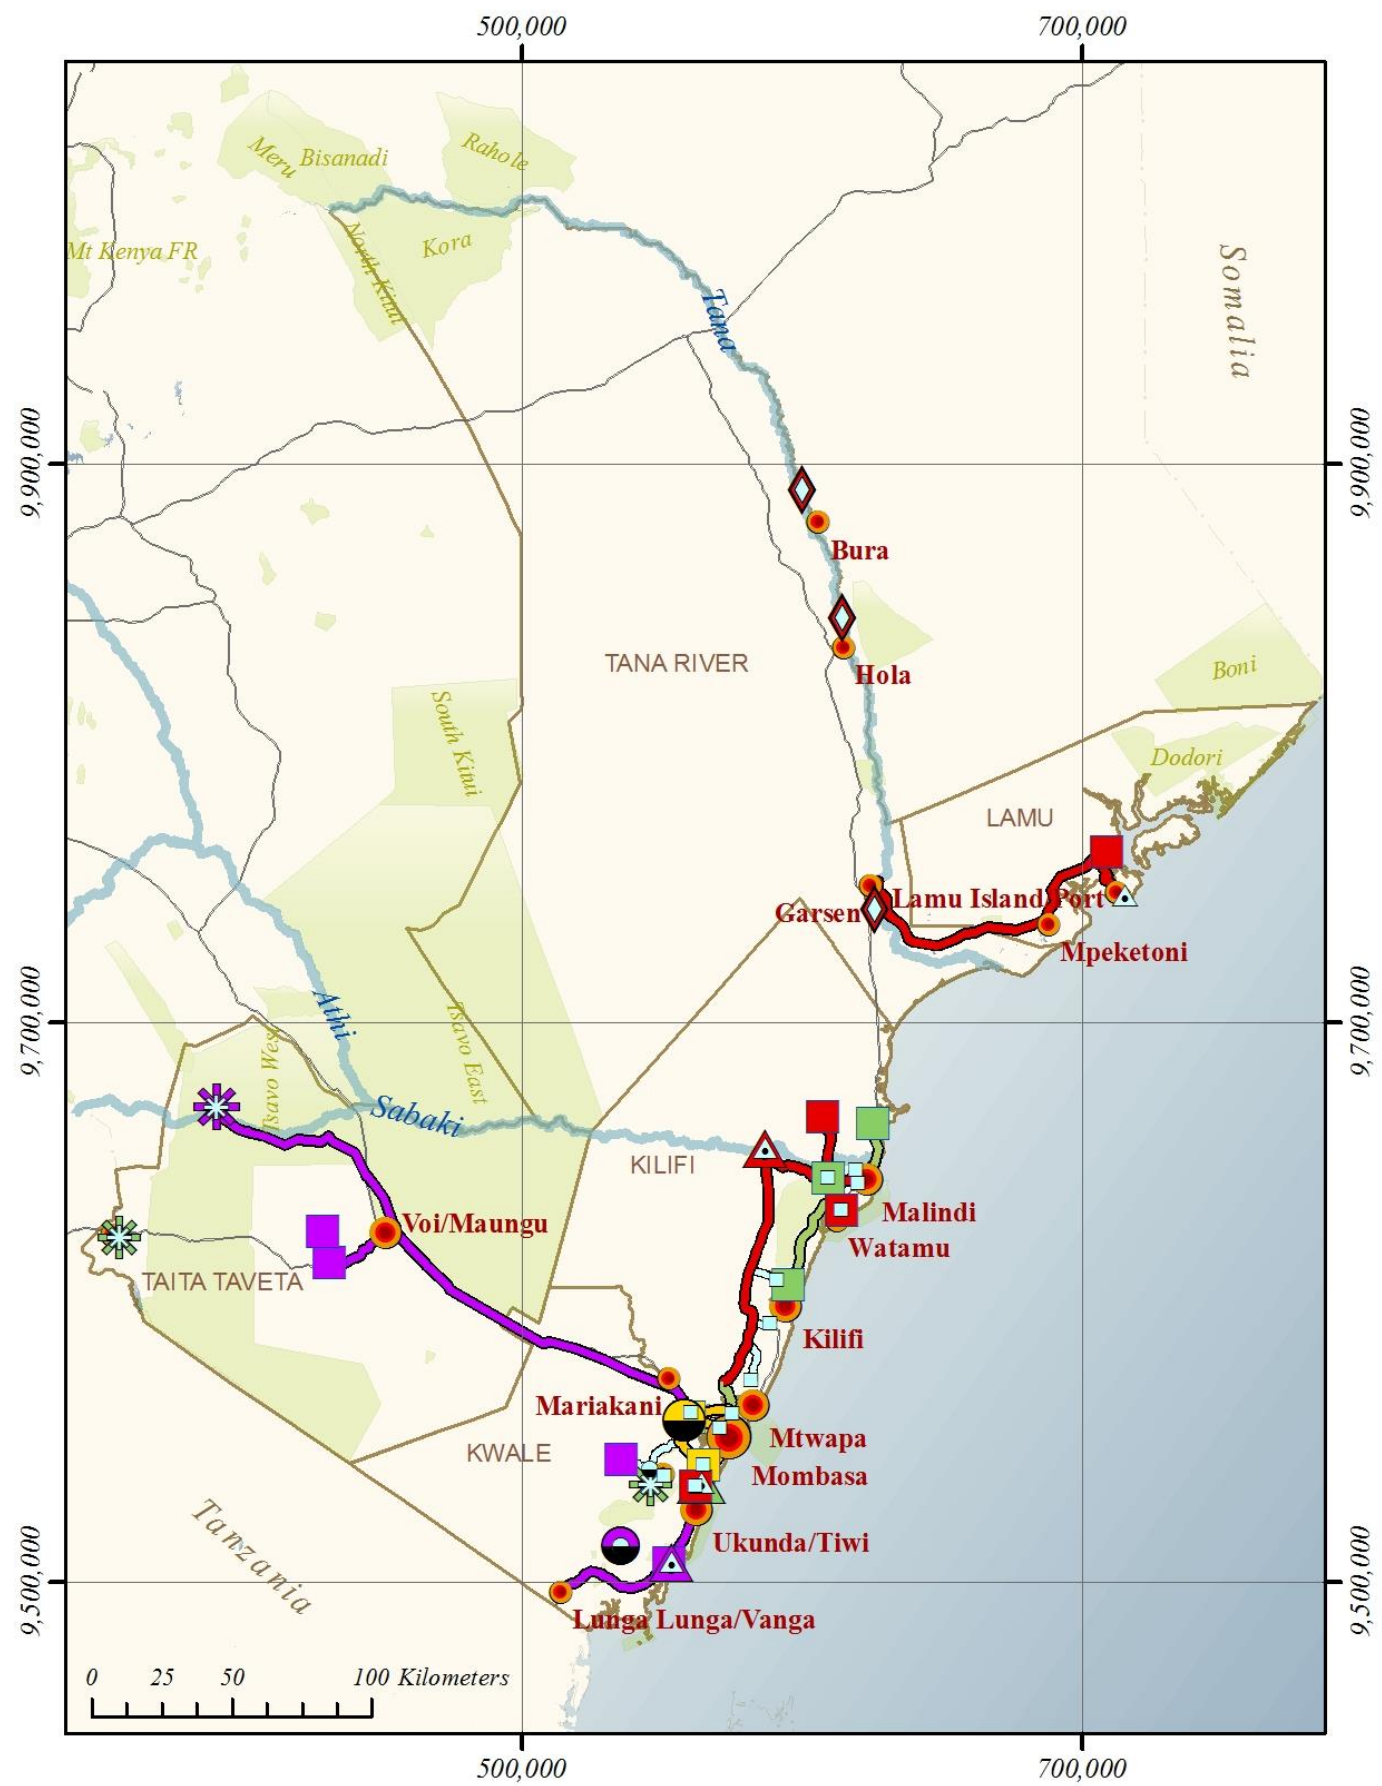 500,000
700,000
Meru
Bisanadi
Rahole
Mt Kenya FR
North Kitui
Kora
Somalia
Tana
9,900,000
9,900,000
Bura
TANA RIVER
Hola
Boni
South Kitui
Dodori
LAMU
Lamu Island/Port
Garsen
Mpeketoni
9,700,000
9,700,000
Athi
Tsavo West
Tsavo East
Sabaki
KILIFI
Voi/Maungu
Malindi
Watamu
TAITA TAVETA
Kilifi
Mariakani
Mtwapa
KWALE
Mombasa
Tanzania
Ukunda/Tiwi
9,500,000
9,500,000
Lunga Lunga/Vanga
0 25 50 100 Kilometers
500,000
700,000